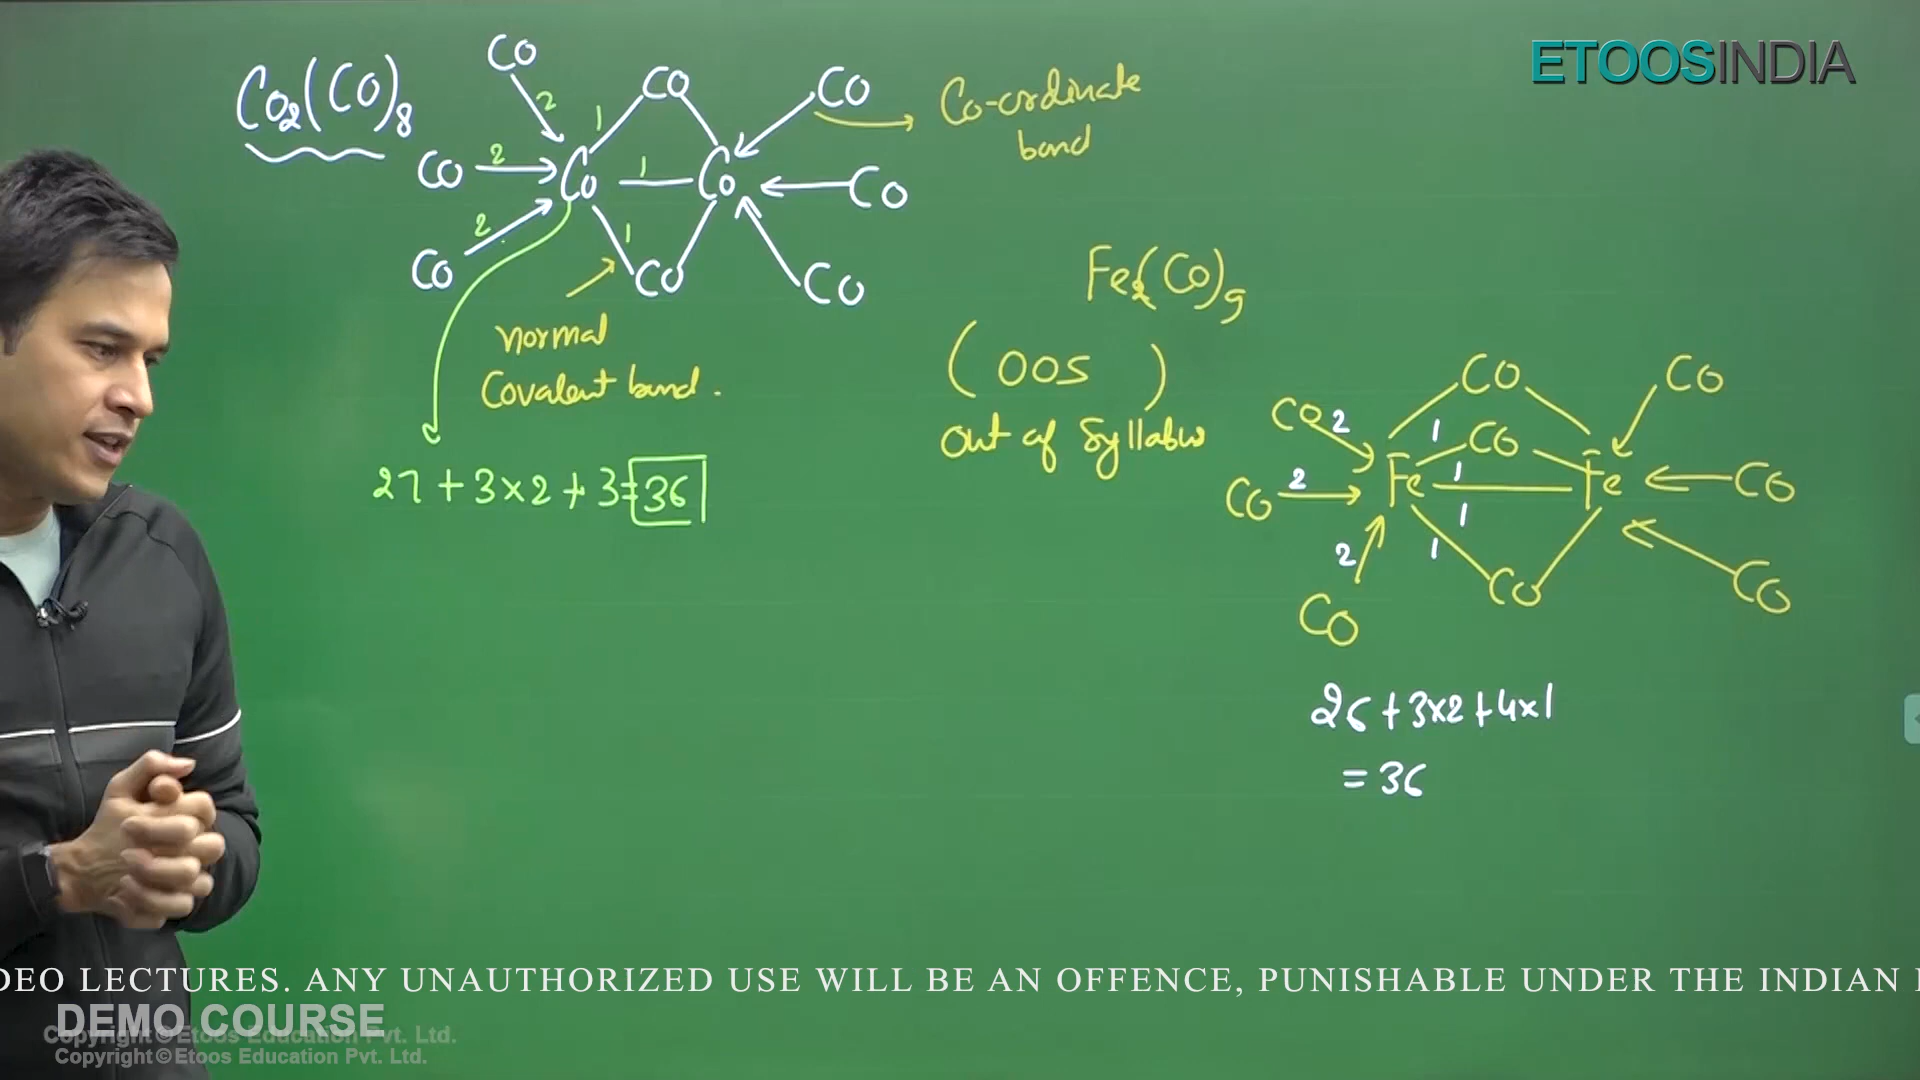 ETOOSINDIA
Co2(CO)8
CO
CO
CO
2
2
2
Co
1
1
1
CO
CO
Co
CO
CO
CO
Co-ordinate
bond
normal
Covalent bond.
27+3×2+3=36
Fe2(CO)9
(OOS)
out of Syllabus
CO
CO
CO
2
2
2
Fe
1
1
1
1
CO
CO
CO
Fe
CO
CO
CO
26+3×2+4×1
=36
DEO LECTURES. ANY UNAUTHORIZED USE WILL BE AN OFFENCE, PUNISHABLE UNDER THE INDIAN
DEMO COURSE
Copyright © Etoos Education Pvt. Ltd.
Copyright © Etoos Education Pvt. Ltd.